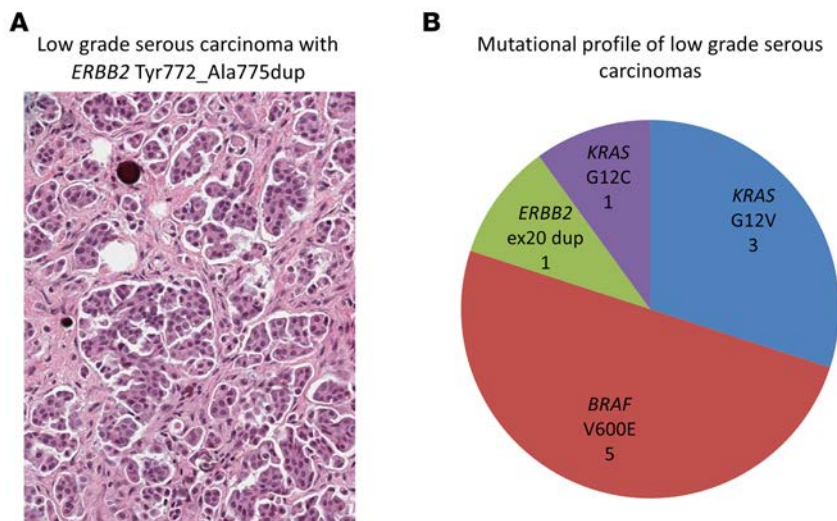 A
Low grade serous carcinoma with
ERBB2 Tyr772_Ala775dup
B
Mutational profile of low grade serous
carcinomas
KRAS
G12C
1
KRAS
G12V
3
ERBB2
ex20 dup
1
BRAF
V600E
5